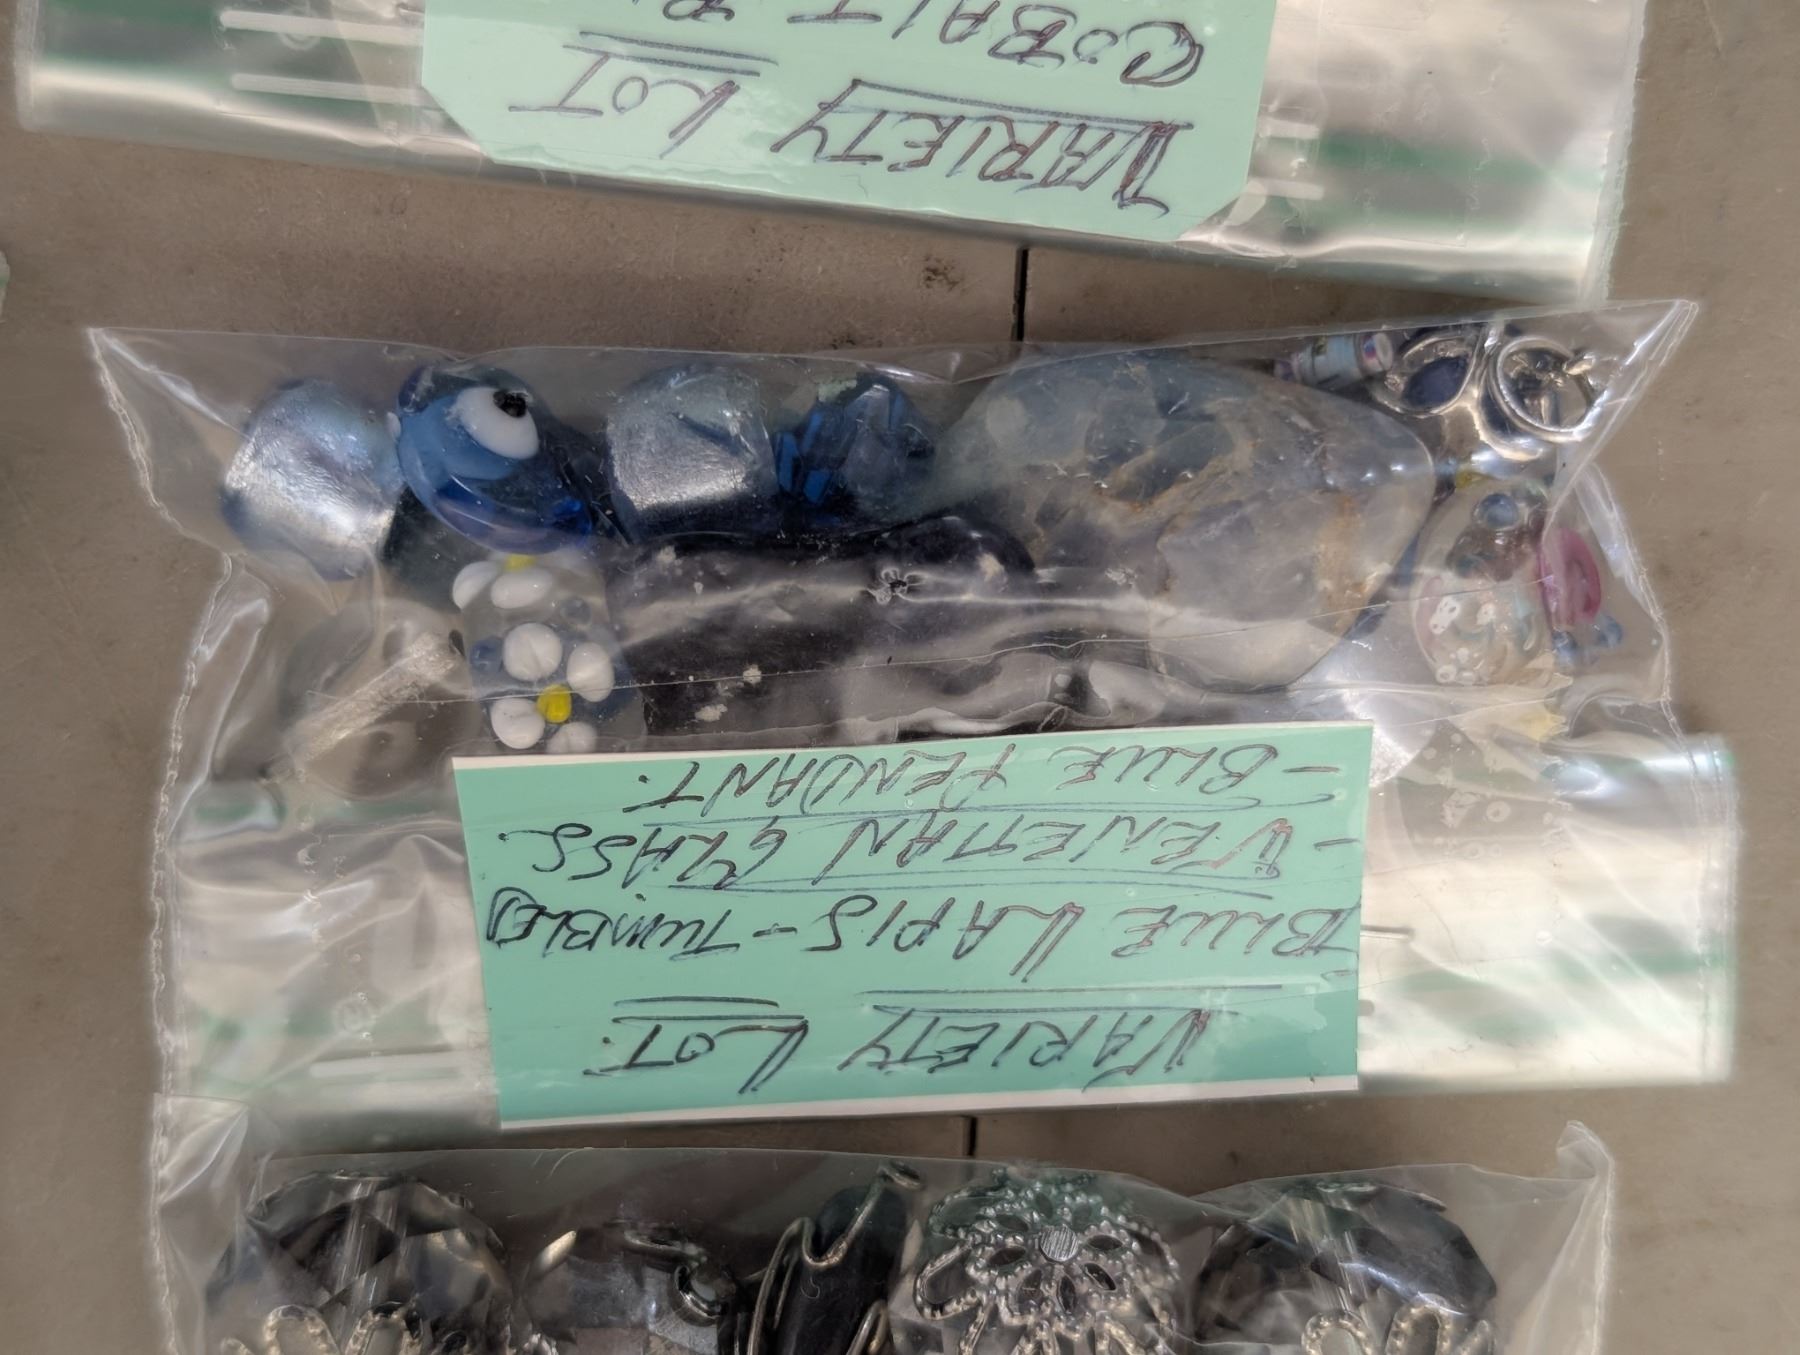 VARIETY LOT.
- BLUE LAPIS - TUMBLED
- VENETIAN GLASS.
- BLUE PENDANT.
VARIETY LOT
COBALT